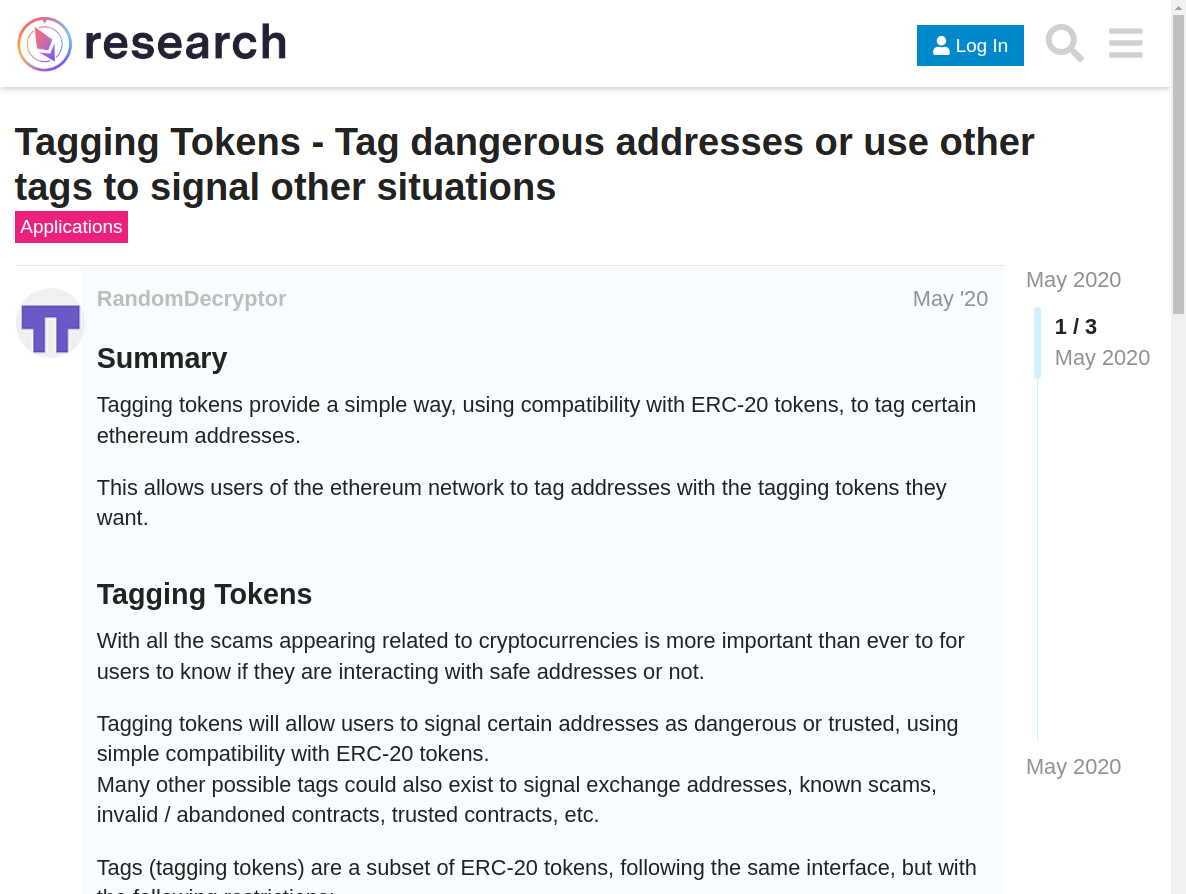 research
Log In
Tagging Tokens - Tag dangerous addresses or use other
tags to signal other situations
Applications
RandomDecryptor
May '20
May 2020
1 / 3
May 2020
Summary
Tagging tokens provide a simple way, using compatibility with ERC-20 tokens, to tag certain
ethereum addresses.
This allows users of the ethereum network to tag addresses with the tagging tokens they
want.
Tagging Tokens
With all the scams appearing related to cryptocurrencies is more important than ever to for
users to know if they are interacting with safe addresses or not.
Tagging tokens will allow users to signal certain addresses as dangerous or trusted, using
simple compatibility with ERC-20 tokens.
Many other possible tags could also exist to signal exchange addresses, known scams,
invalid / abandoned contracts, trusted contracts, etc.
May 2020
Tags (tagging tokens) are a subset of ERC-20 tokens, following the same interface, but with
the following restrictions: